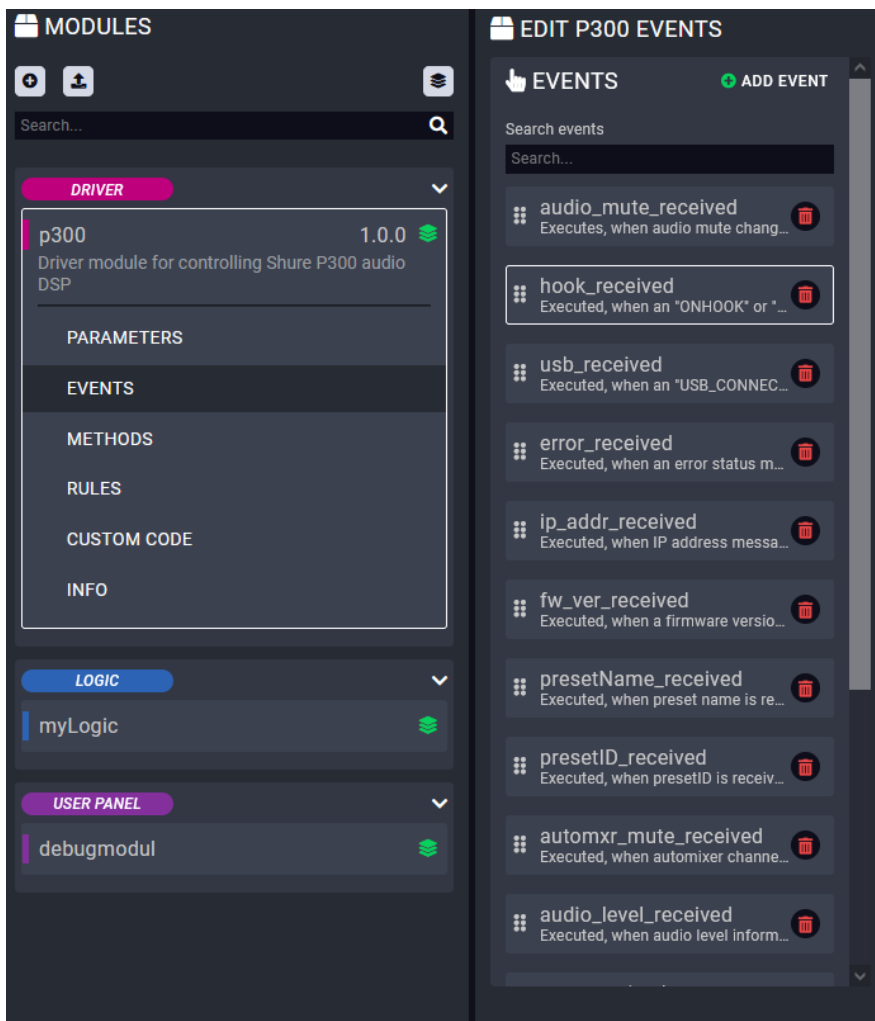 MODULES
Search...
DRIVER
p300 1.0.0
Driver module for controlling Shure P300 audio
DSP
PARAMETERS
EVENTS
METHODS
RULES
CUSTOM CODE
INFO
LOGIC
myLogic
USER PANEL
debugmodul
EDIT P300 EVENTS
EVENTS ADD EVENT
Search events
Search...
audio_mute_received
Executes, when audio mute chang...
hook_received
Executed, when an "ONHOOK" or "...
usb_received
Executed, when an "USB_CONNEC...
error_received
Executed, when an error status m...
ip_addr_received
Executed, when IP address messa...
fw_ver_received
Executed, when a firmware versio...
presetName_received
Executed, when preset name is re...
presetID_received
Executed, when presetID is receiv...
automxr_mute_received
Executed, when automixer channe...
audio_level_received
Executed, when audio level inform...